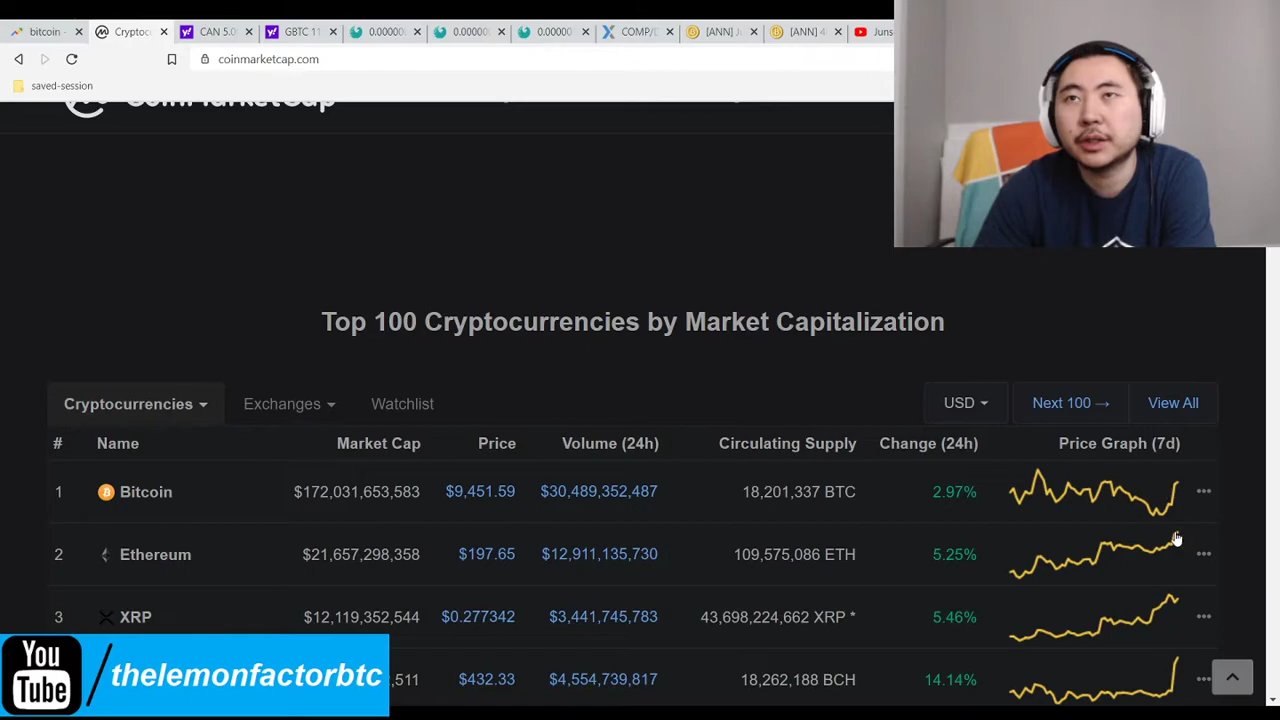 bitcoin -
Cryptoc
CAN 5.0
GBTC 11
0.00000
0.00000
0.00000
COMP/
[ANN] J
[ANN] 4
Juns
coinmarketcap.com
saved-session
CoinMarketCap
Top 100 Cryptocurrencies by Market Capitalization
Cryptocurrencies Exchanges Watchlist USD Next 100 → View All
# Name Market Cap Price Volume (24h) Circulating Supply Change (24h) Price Graph (7d)
1 Bitcoin $172,031,653,583 $9,451.59 $30,489,352,487 18,201,337 BTC 2.97%
2 Ethereum $21,657,298,358 $197.65 $12,911,135,730 109,575,086 ETH 5.25%
3 XRP $12,119,352,544 $0.277342 $3,441,745,783 43,698,224,662 XRP * 5.46%
,511 $432.33 $4,554,739,817 18,262,188 BCH 14.14%
You
Tube
/thelemonfactorbtc